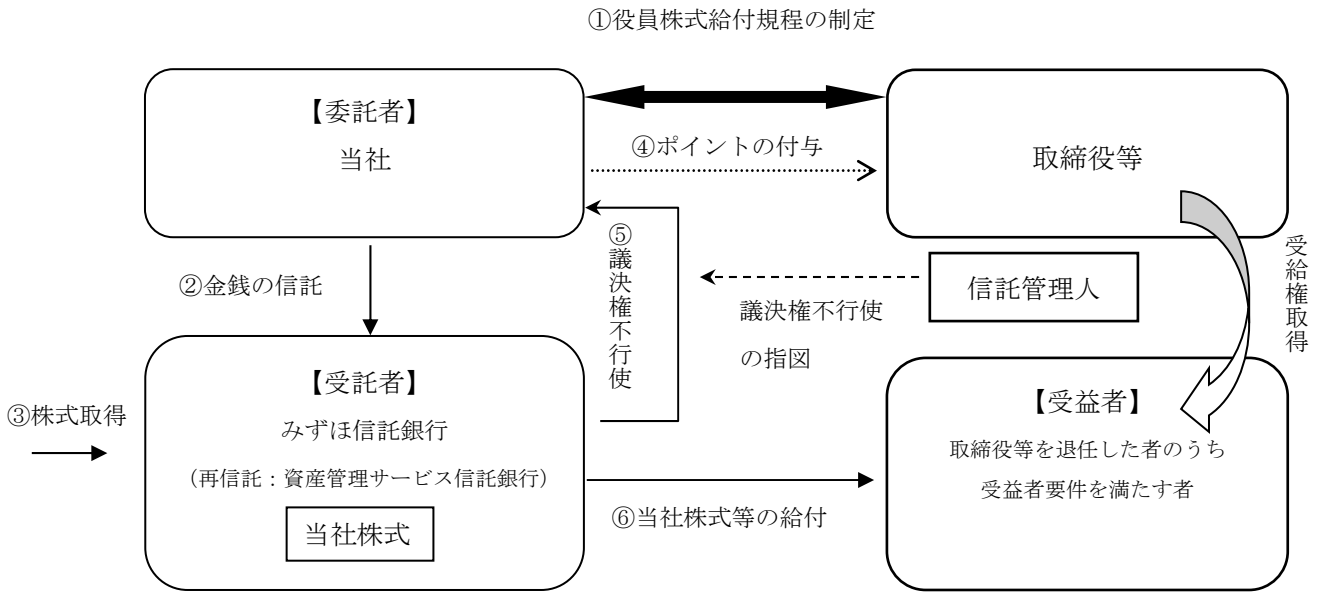 ①役員株式給付規程の制定
【委託者】
当社
④ポイントの付与
取締役等
②金銭の信託
⑤議決権不行使
議決権不行使
の指図
信託管理人
受給権取得
③株式取得
【受託者】
みずほ信託銀行
（再信託：資産管理サービス信託銀行）
当社株式
⑥当社株式等の給付
【受益者】
取締役等を退任した者のうち
受益者要件を満たす者